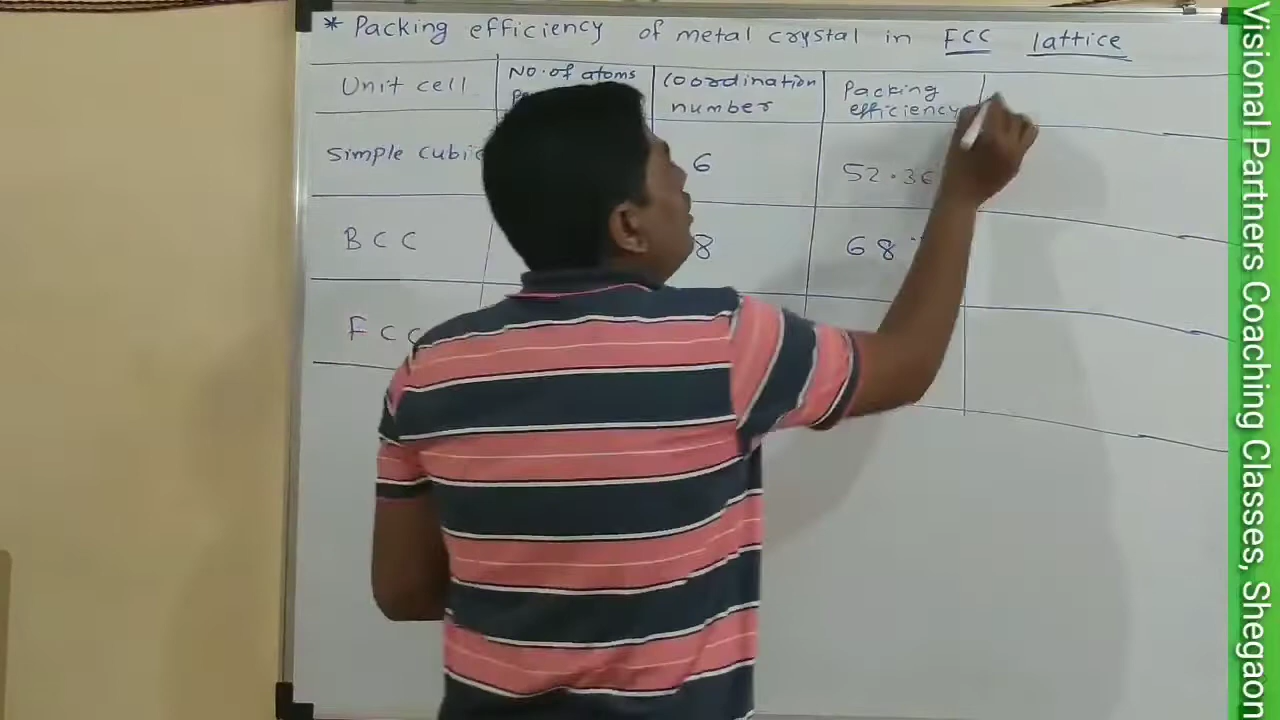 * Packing efficiency of metal crystal in FCC lattice
Unit cell No. of atoms coordination number Packing efficiency
Simple cubic 6 52.36
BCC 8 68
FCC
Visional Partners Coaching Classes, Shegaon